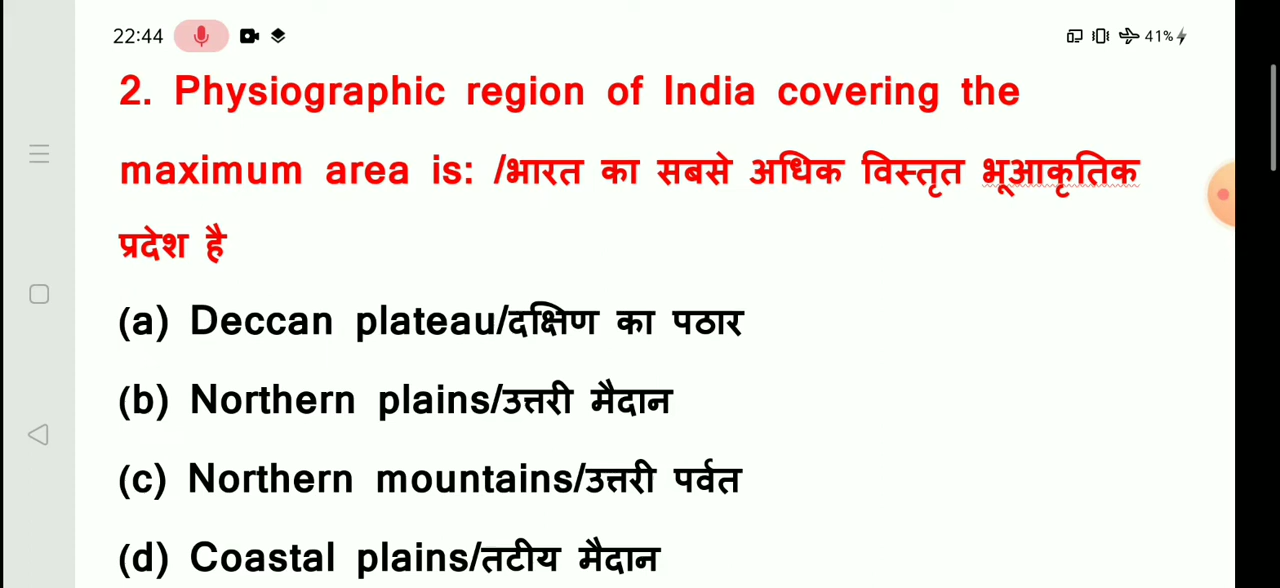 22:44
41%
2. Physiographic region of India covering the
maximum area is: /भारत का सबसे अधिक विस्तृत भूआकृतिक
प्रदेश है
(a) Deccan plateau/दक्षिण का पठार
(b) Northern plains/उत्तरी मैदान
(c) Northern mountains/उत्तरी पर्वत
(d) Coastal plains/तटीय मैदान